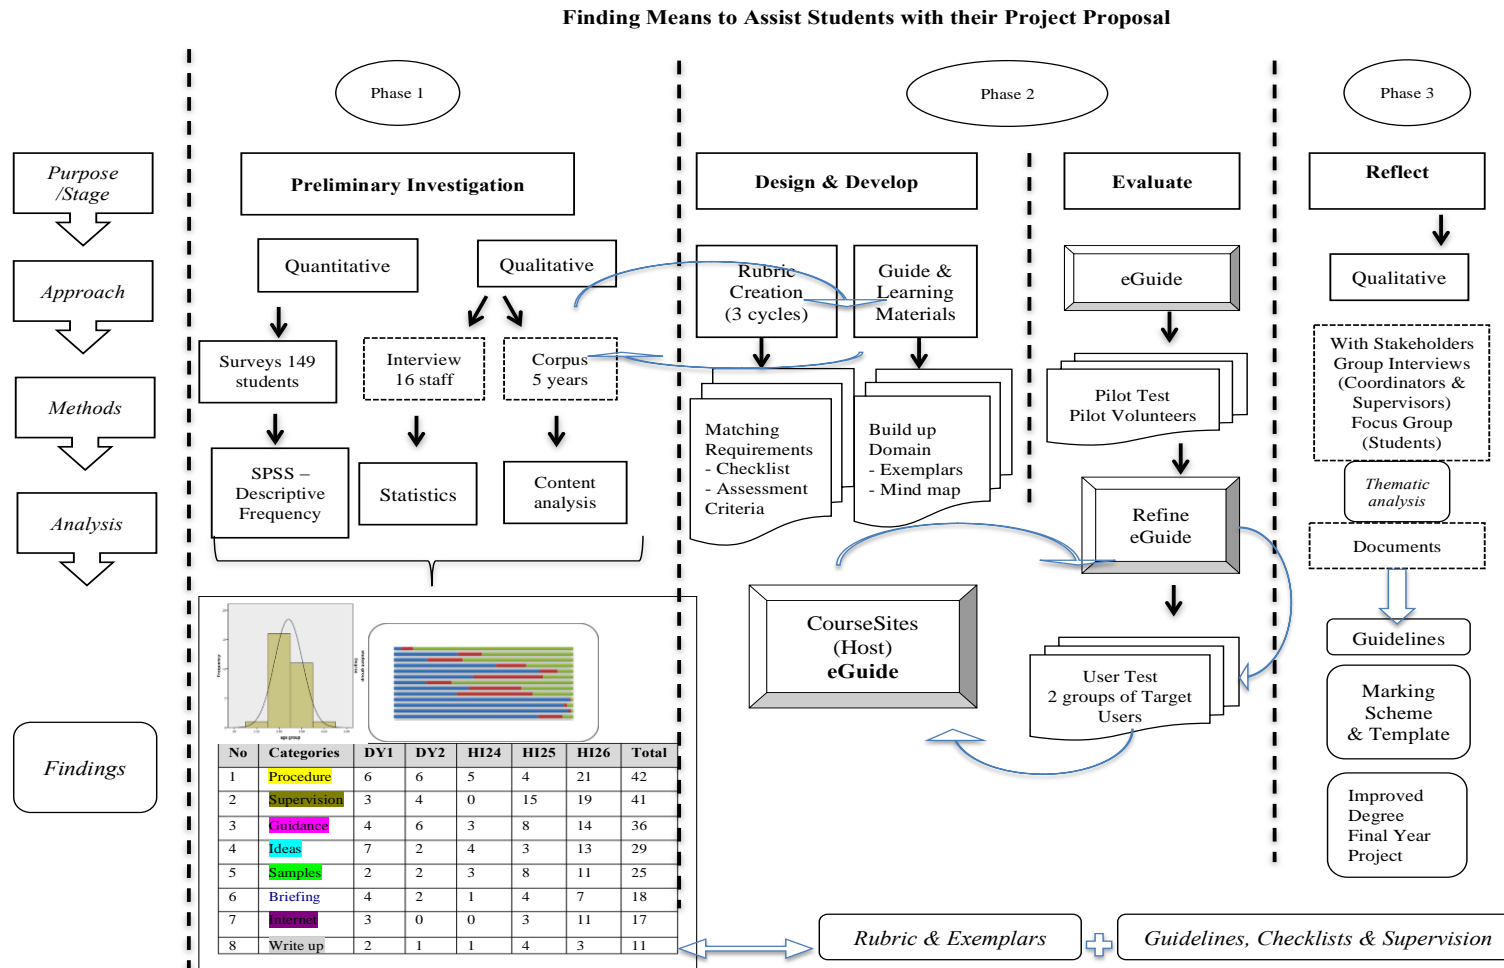 Finding Means to Assist Students with their Project Proposal
Phase 1
Phase 2
Phase 3
Purpose
/Stage
Approach
Methods
Analysis
Findings
Preliminary Investigation
Quantitative
Qualitative
Surveys 149
students
Interview
16 staff
Corpus
5 years
SPSS –
Descriptive
Frequency
Statistics
Content
analysis
No Categories DY1 DY2 HI24 HI25 HI26 Total
1 Procedure 6 6 5 4 21 42
2 Supervision 3 4 0 15 19 41
3 Guidance 4 6 3 8 14 36
4 Ideas 7 2 4 3 13 29
5 Samples 2 2 3 8 11 25
6 Briefing 4 2 1 4 7 18
7 Internet 3 0 0 3 11 17
8 Write up 2 1 1 4 3 11
Design & Develop
Rubric
Creation
(3 cycles)
Guide &
Learning
Materials
Matching
Requirements
- Checklist
- Assessment
Criteria
Build up
Domain
- Exemplars
- Mind map
CourseSites
(Host)
eGuide
Evaluate
eGuide
Pilot Test
Pilot Volunteers
Refine
eGuide
User Test
2 groups of Target
Users
Reflect
Qualitative
With Stakeholders
Group Interviews
(Coordinators &
Supervisors)
Focus Group
(Students)
Thematic
analysis
Documents
Guidelines
Marking
Scheme
& Template
Improved
Degree
Final Year
Project
Rubric & Exemplars
Guidelines, Checklists & Supervision